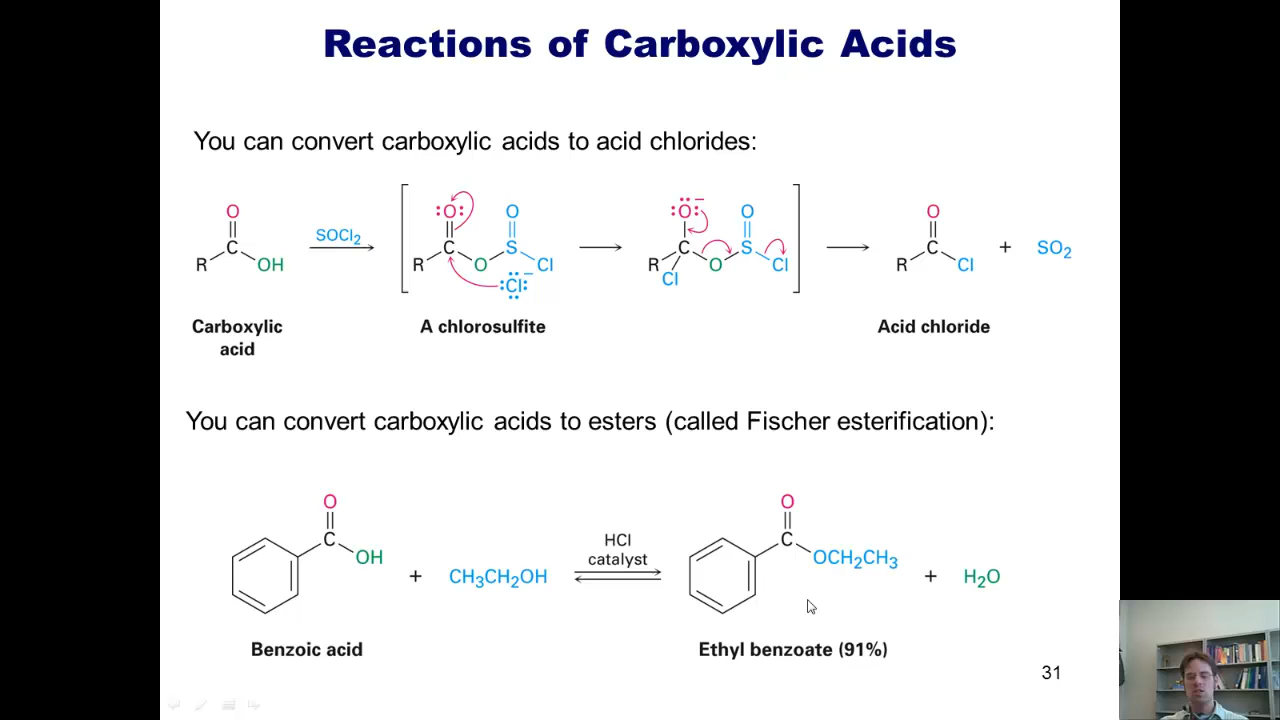 Reactions of Carboxylic Acids
You can convert carboxylic acids to acid chlorides:
O
C
R
OH
SOCl2
:O:
C
R
O
O
S
Cl
:Cl:−
:O:−
C
R
Cl
O
O
S
Cl
O
C
R
Cl
+
SO2
Carboxylic
acid
A chlorosulfite
Acid chloride
You can convert carboxylic acids to esters (called Fischer esterification):
O
C
OH
+
CH3CH2OH
HCl
catalyst
O
C
OCH2CH3
+
H2O
Benzoic acid
Ethyl benzoate (91%)
31